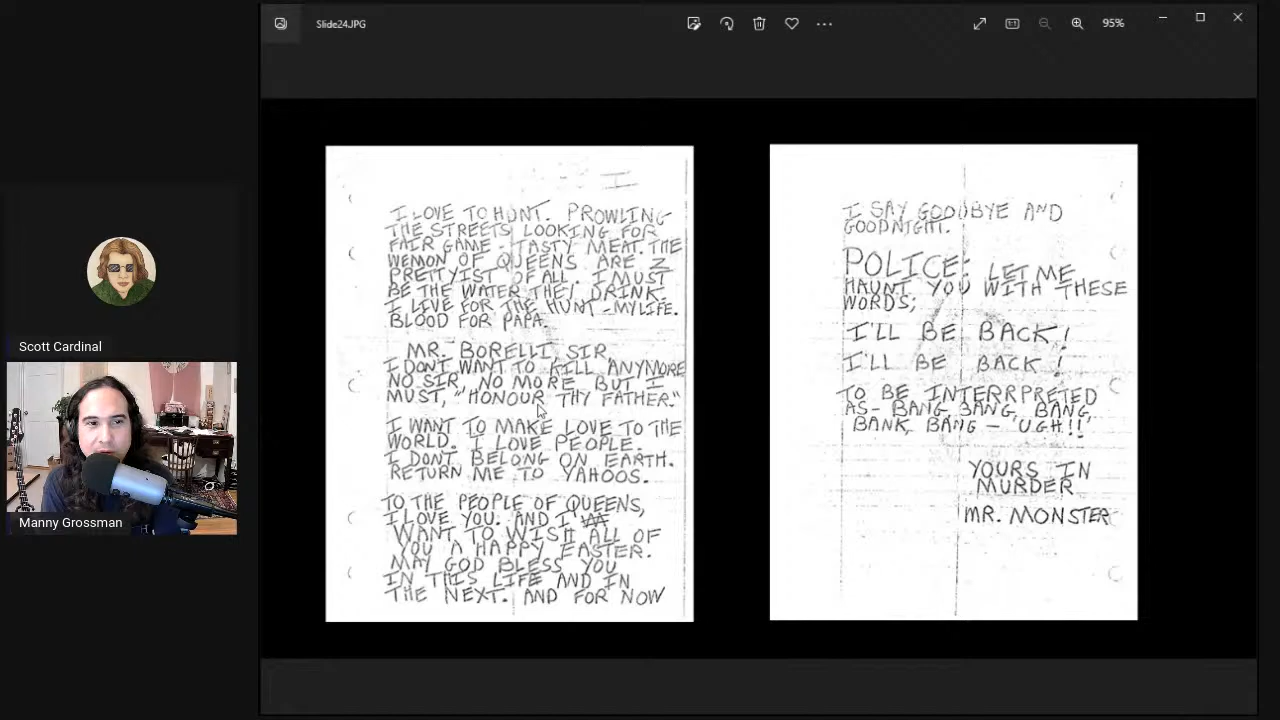 Slide24.JPG
95%
I
I LOVE TO HUNT. PROWLING
THE STREETS LOOKING FOR
FAIR GAME - TASTY MEAT. THE
WEMON OF QUEENS ARE Z
PRETTYIST OF ALL. I MUST
BE THE WATER THEY DRINK.
I LIVE FOR THE HUNT - MY LIFE.
BLOOD FOR PAPA.
MR. BORELLI, SIR,
I DONT WANT TO KILL ANYMORE
NO SIR, NO MORE BUT I
MUST, "HONOUR THY FATHER."
I WANT TO MAKE LOVE TO THE
WORLD. I LOVE PEOPLE.
I DONT BELONG ON EARTH.
RETURN ME TO YAHOOS.
TO THE PEOPLE OF QUEENS,
I LOVE YOU. AND I
WANT TO WISH ALL OF
YOU A HAPPY EASTER.
MAY GOD BLESS YOU
IN THIS LIFE AND IN
THE NEXT. AND FOR NOW
I SAY GOODBYE AND
GOODNIGHT.
POLICE: LET ME
HAUNT YOU WITH THESE
WORDS;
I'LL BE BACK!
I'LL BE BACK!
TO BE INTERRPRETED
AS - BANG BANG BANG,
BANK BANG - "UGH!!"
YOURS IN
MURDER
MR. MONSTER
Scott Cardinal
Manny Grossman